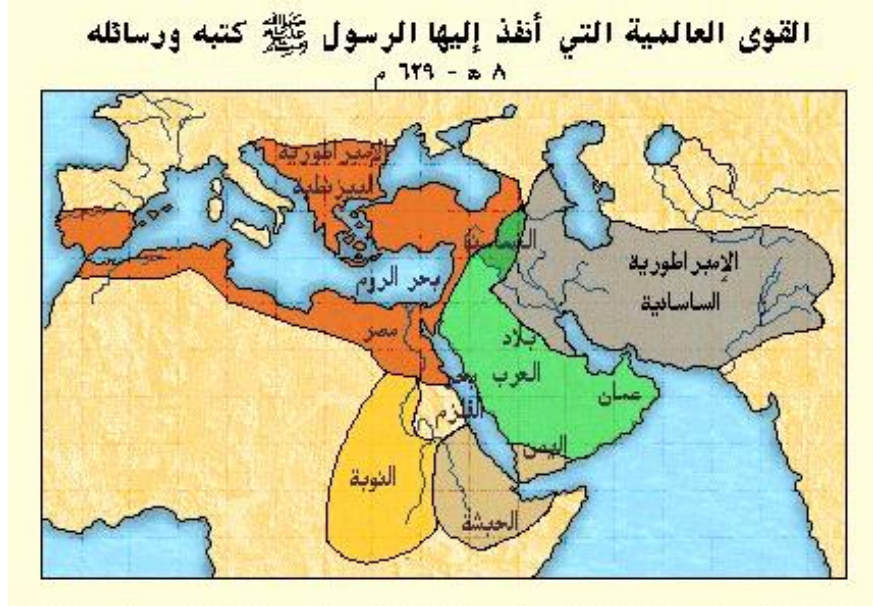 القوى العالمية التي أنفذ إليها الرسول ﷺ كتبه ورسائله
٨ هـ - ٦٢٩ م
الإمبراطورية
البيزنطية
الإمبراطورية
الساسانية
بحر الروم
مصر
بلاد
العرب
عمان
بحر
القلزم
اليمن
النوبة
الحبشة